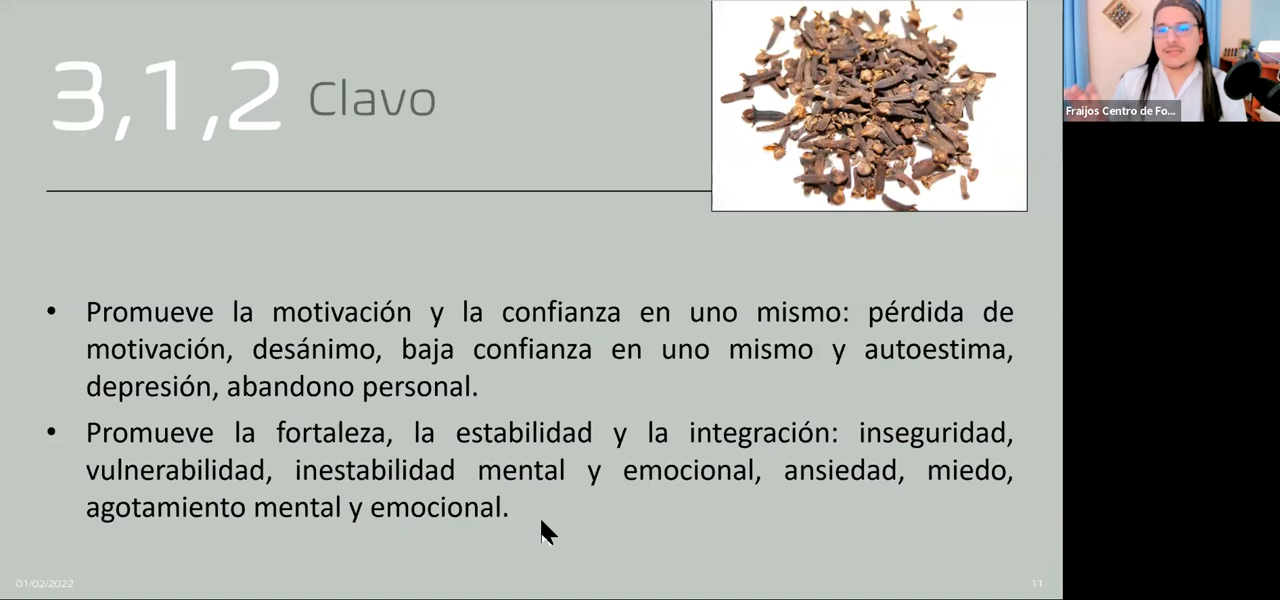 3,1,2 Clavo
Fraijos Centro de Fo...
• Promueve la motivación y la confianza en uno mismo: pérdida de
motivación, desánimo, baja confianza en uno mismo y autoestima,
depresión, abandono personal.
• Promueve la fortaleza, la estabilidad y la integración: inseguridad,
vulnerabilidad, inestabilidad mental y emocional, ansiedad, miedo,
agotamiento mental y emocional.
01/02/2022
11